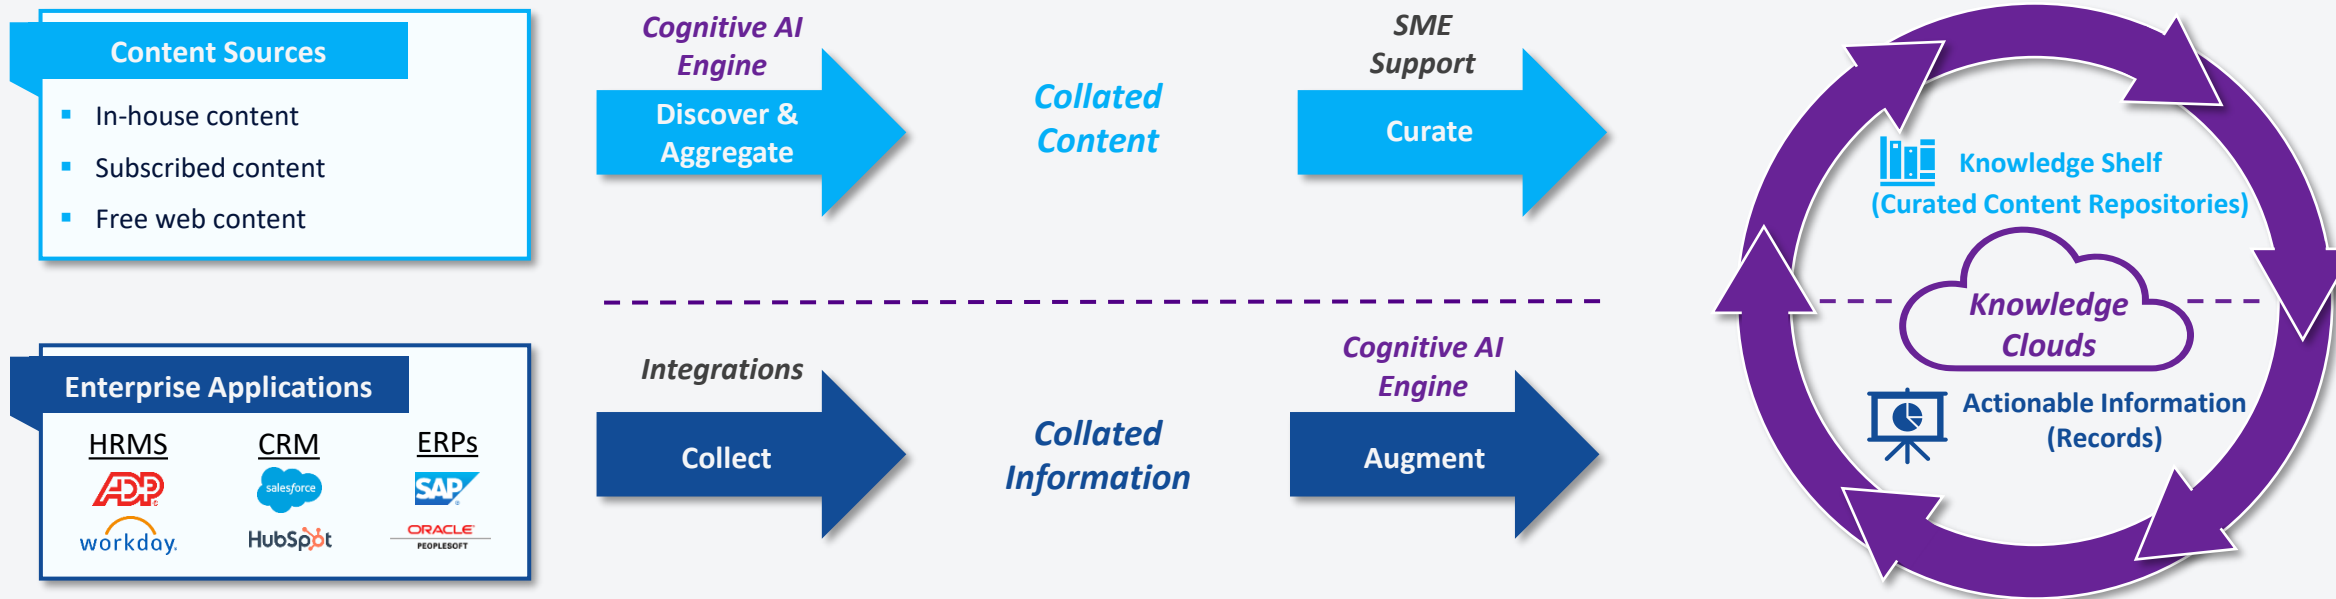 Content Sources
In-house content
Subscribed content
Free web content
Cognitive AI
Engine
Discover &
Aggregate
Collated
Content
SME
Support
Curate
Knowledge Shelf
(Curated Content Repositories)
Knowledge
Clouds
Actionable Information
(Records)
Enterprise Applications
HRMS
CRM
ERPs
ADP
salesforce
SAP
workday.
HubSpot
ORACLE
PEOPLESOFT
Integrations
Collect
Collated
Information
Cognitive AI
Engine
Augment